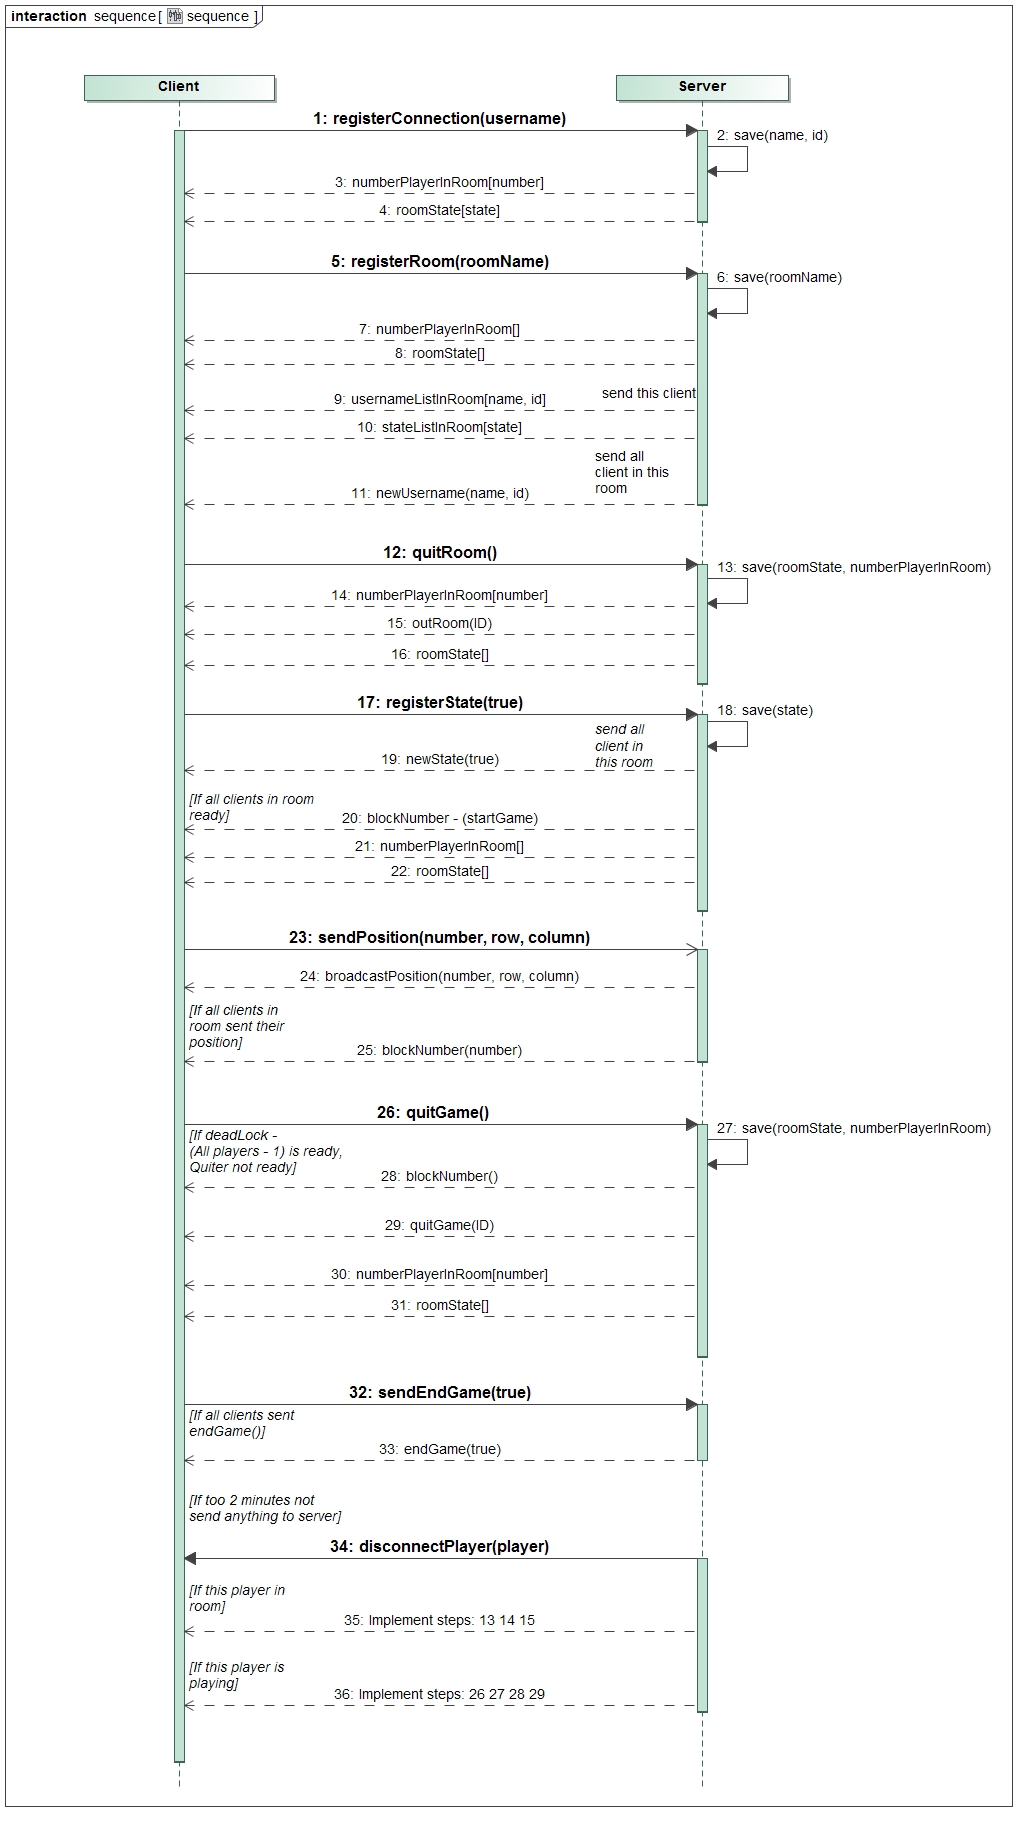 interaction sequence[ sequence ]
Client
Server
1: registerConnection(username)
2: save(name, id)
3: numberPlayerInRoom[number]
4: roomState[state]
5: registerRoom(roomName)
6: save(roomName)
7: numberPlayerInRoom[]
8: roomState[]
send this client
9: usernameListInRoom[name, id]
10: stateListInRoom[state]
send all
client in this
room
11: newUsername(name, id)
12: quitRoom()
13: save(roomState, numberPlayerInRoom)
14: numberPlayerInRoom[number]
15: outRoom(ID)
16: roomState[]
17: registerState(true)
18: save(state)
send all
client in
this room
19: newState(true)
[If all clients in room
ready]
20: blockNumber - (startGame)
21: numberPlayerInRoom[]
22: roomState[]
23: sendPosition(number, row, column)
24: broadcastPosition(number, row, column)
[If all clients in
room sent their
position]
25: blockNumber(number)
26: quitGame()
27: save(roomState, numberPlayerInRoom)
[If deadLock -
(All players - 1) is ready,
Quiter not ready]
28: blockNumber()
29: quitGame(ID)
30: numberPlayerInRoom[number]
31: roomState[]
32: sendEndGame(true)
[If all clients sent
endGame()]
33: endGame(true)
[If too 2 minutes not
send anything to server]
34: disconnectPlayer(player)
[If this player in
room]
35: Implement steps: 13 14 15
[If this player is
playing]
36: Implement steps: 26 27 28 29